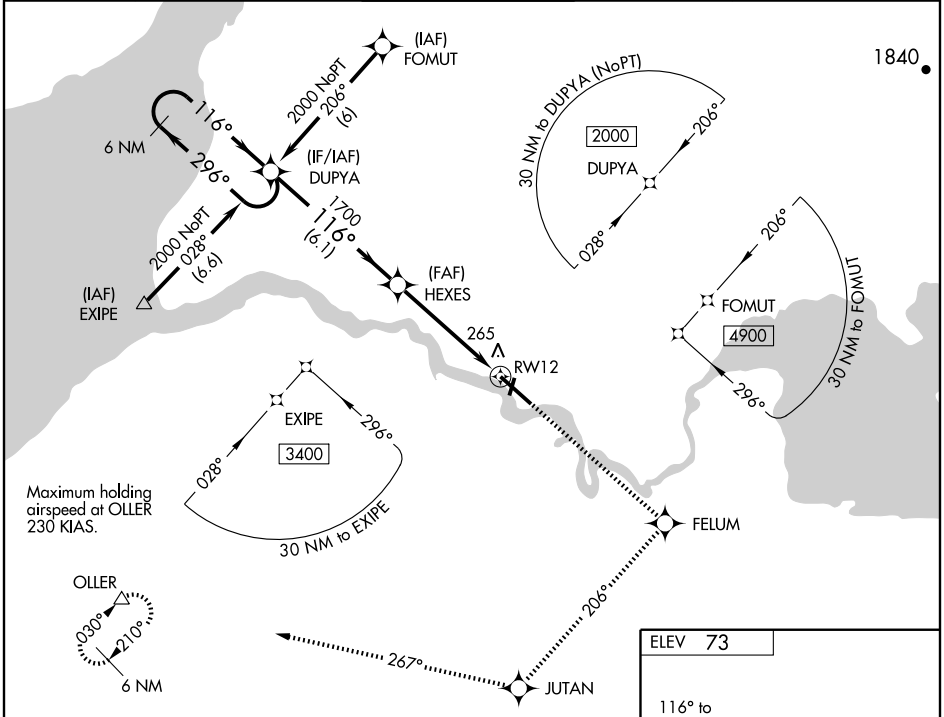 (IAF)
FOMUT
1840
2000 NoPT
206°
(6)
30 NM to DUPYA (NoPT)
2000
206°
DUPYA
028°
116°
6 NM
296°
(IF/IAF)
DUPYA
1700
116°
(6.1)
2000 NoPT
028°
(6.6)
(IAF)
EXIPE
206°
FOMUT
4900
30 NM to FOMUT
296°
(FAF)
HEXES
265
RW12
EXIPE
3400
028°
296°
30 NM to EXIPE
Maximum holding
airspeed at OLLER
230 KIAS.
FELUM
OLLER
030°
210°
6 NM
206°
267°
JUTAN
ELEV 73
116° to